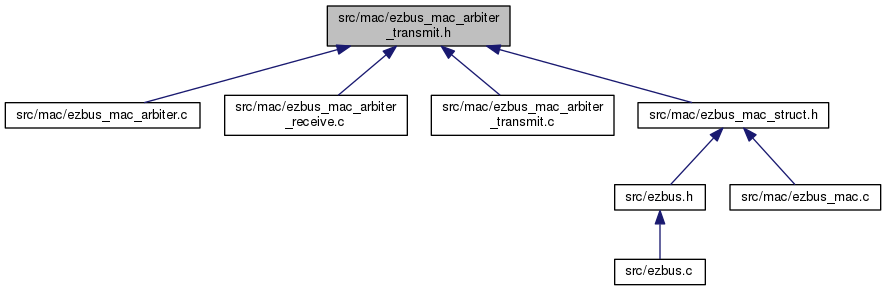 src/mac/ezbus_mac_arbiter
_transmit.h
src/mac/ezbus_mac_arbiter.c
src/mac/ezbus_mac_arbiter
_receive.c
src/mac/ezbus_mac_arbiter
_transmit.c
src/mac/ezbus_mac_struct.h
src/ezbus.h
src/mac/ezbus_mac.c
src/ezbus.c